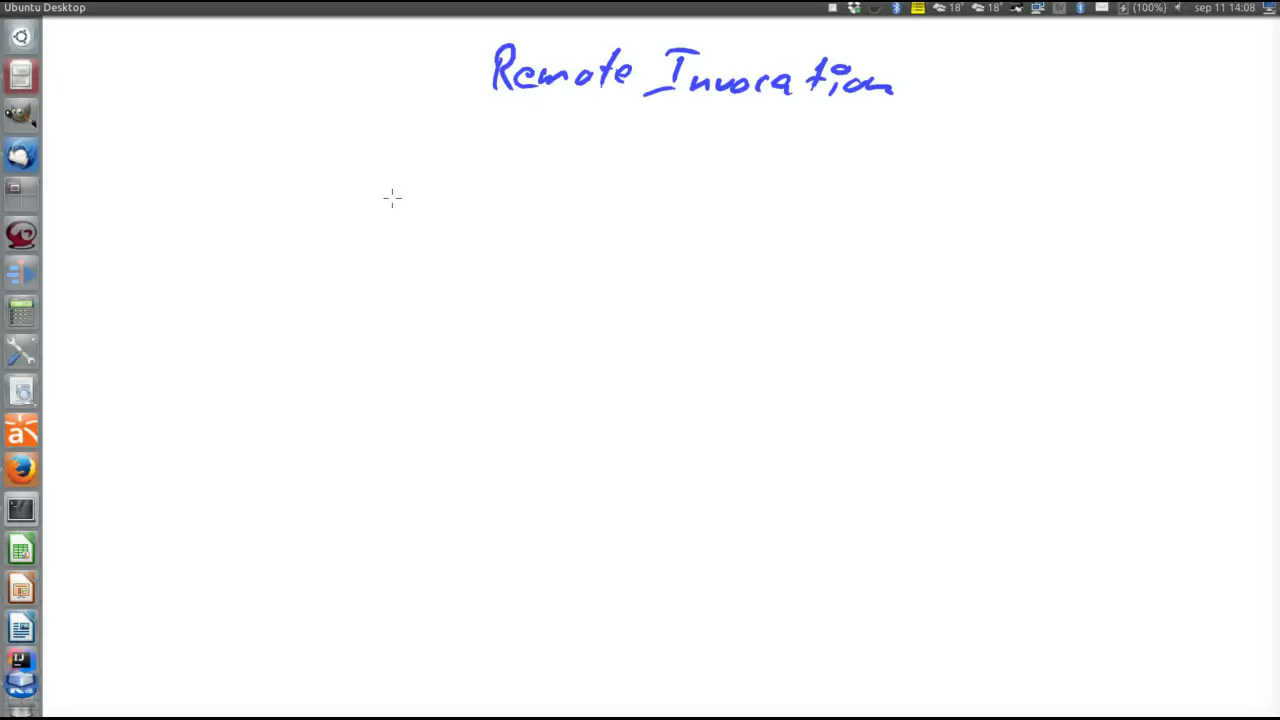 Ubuntu Desktop
18° 18° (100%) sep 11 14:08
Remote Invocation